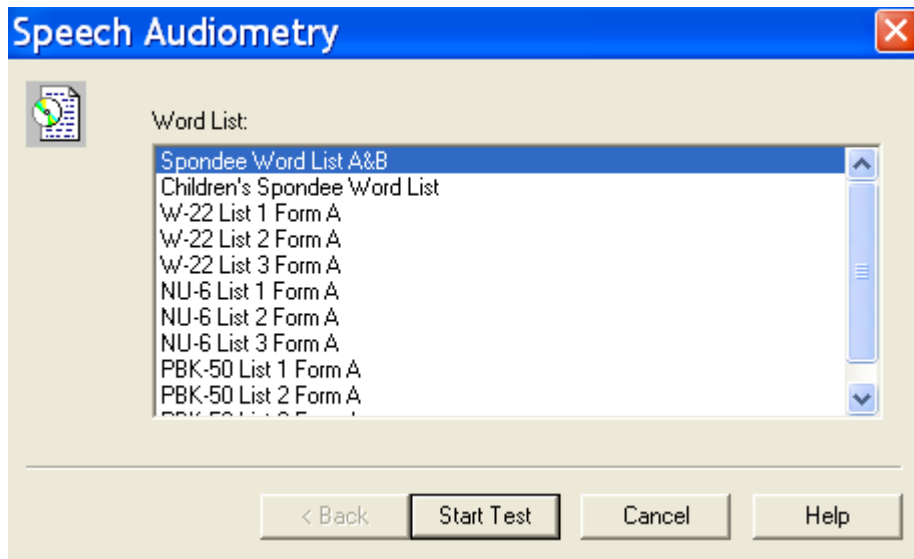 Speech Audiometry
Word List:
Spondee Word List A&B
Children's Spondee Word List
W-22 List 1 Form A
W-22 List 2 Form A
W-22 List 3 Form A
NU-6 List 1 Form A
NU-6 List 2 Form A
NU-6 List 3 Form A
PBK-50 List 1 Form A
PBK-50 List 2 Form A
< Back Start Test Cancel Help